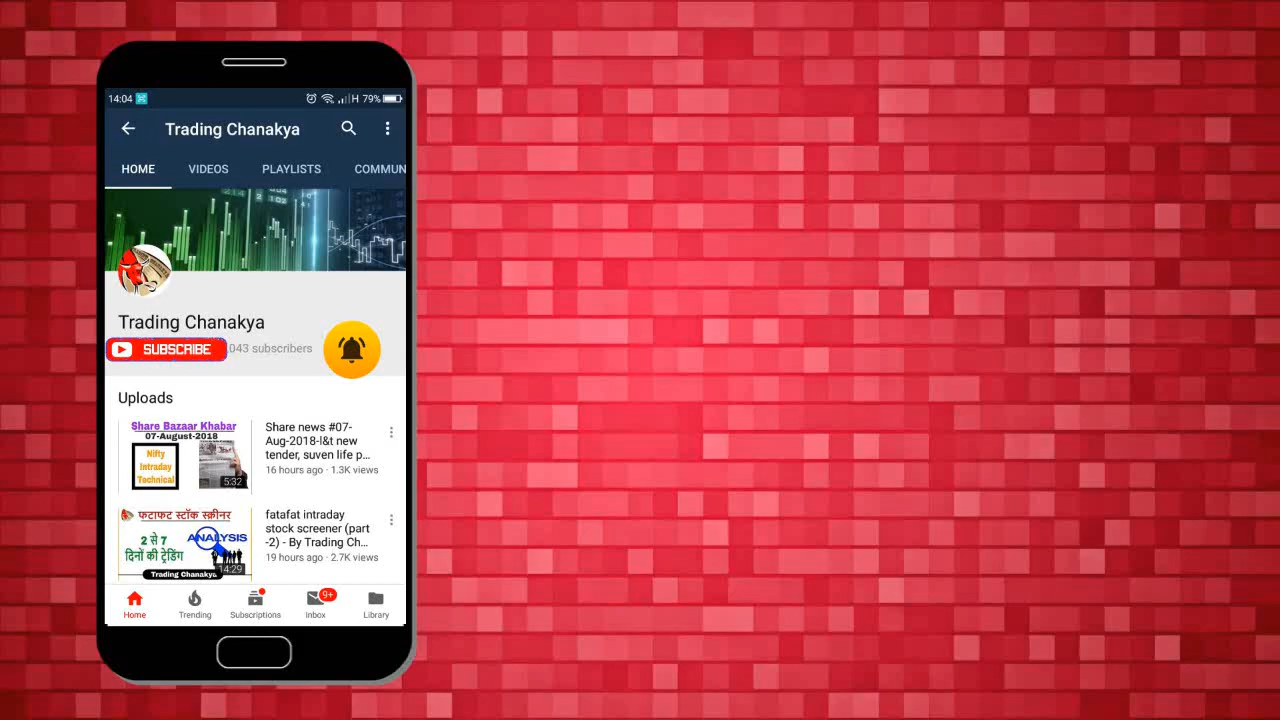 14:04 H 79%
Trading Chanakya
HOME VIDEOS PLAYLISTS COMMUN
Trading Chanakya
SUBSCRIBE 043 subscribers
Uploads
Share Bazaar Khabar
07-August-2018
Nifty
Intraday
Technical
5:32
Share news #07-
Aug-2018-l&t new
tender, suven life p...
16 hours ago · 1.3K views
फटाफट स्टॉक स्क्रीनर
2 से 7
दिनों की ट्रेडिंग
ANALYSIS
Trading Chanakya
14:29
fatafat intraday
stock screener (part
-2) - By Trading Ch...
19 hours ago · 2.7K views
9+
Home Trending Subscriptions Inbox Library